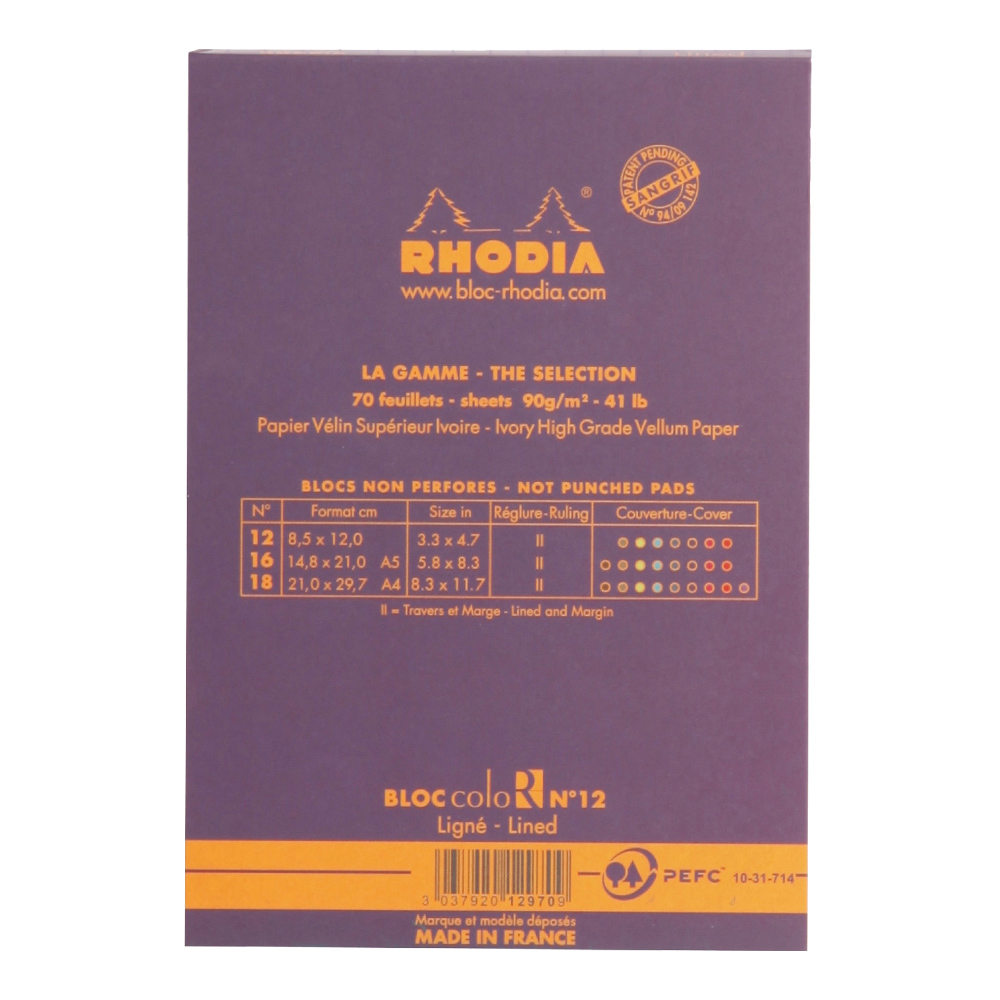 PATENT PENDING
SANGRIF
N° 94/09 142
®
RHODIA
www.bloc-rhodia.com
LA GAMME - THE SELECTION
70 feuillets - sheets 90g/m² - 41 lb
Papier Vélin Supérieur Ivoire - Ivory High Grade Vellum Paper
BLOCS NON PERFORES - NOT PUNCHED PADS
N° Format cm Size in Réglure-Ruling Couverture-Cover
12 8,5 x 12,0 3.3 x 4.7 II
16 14,8 x 21,0 A5 5.8 x 8.3 II
18 21,0 x 29,7 A4 8.3 x 11.7 II
II = Travers et Marge - Lined and Margin
BLOC coloR N°12
Ligné - Lined
3 037920 129709
PEFC™ 10-31-714
Marque et modèle déposés
MADE IN FRANCE